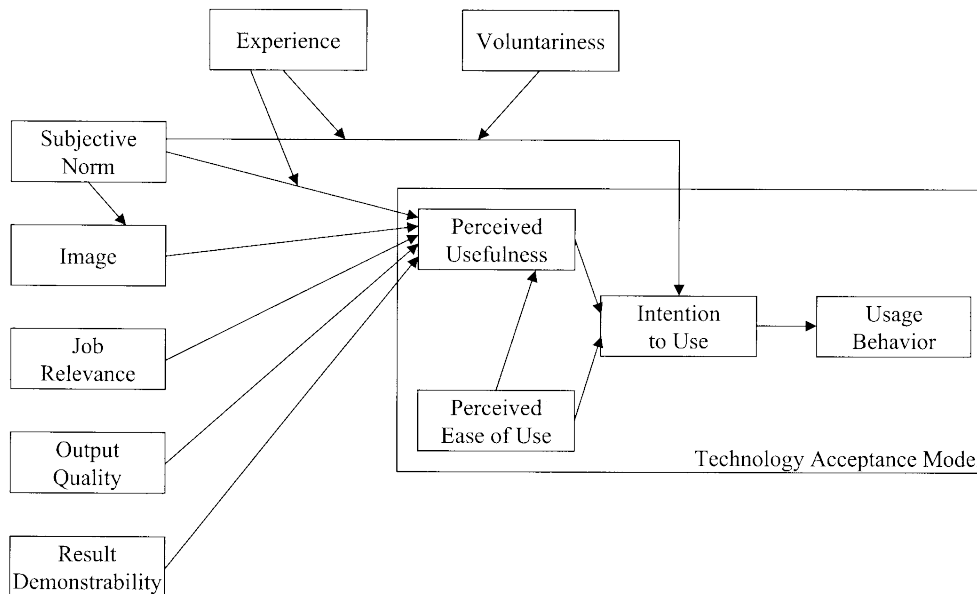 Experience
Voluntariness
Subjective
Norm
Image
Job
Relevance
Output
Quality
Result
Demonstrability
Perceived
Usefulness
Perceived
Ease of Use
Intention
to Use
Usage
Behavior
Technology Acceptance Mode